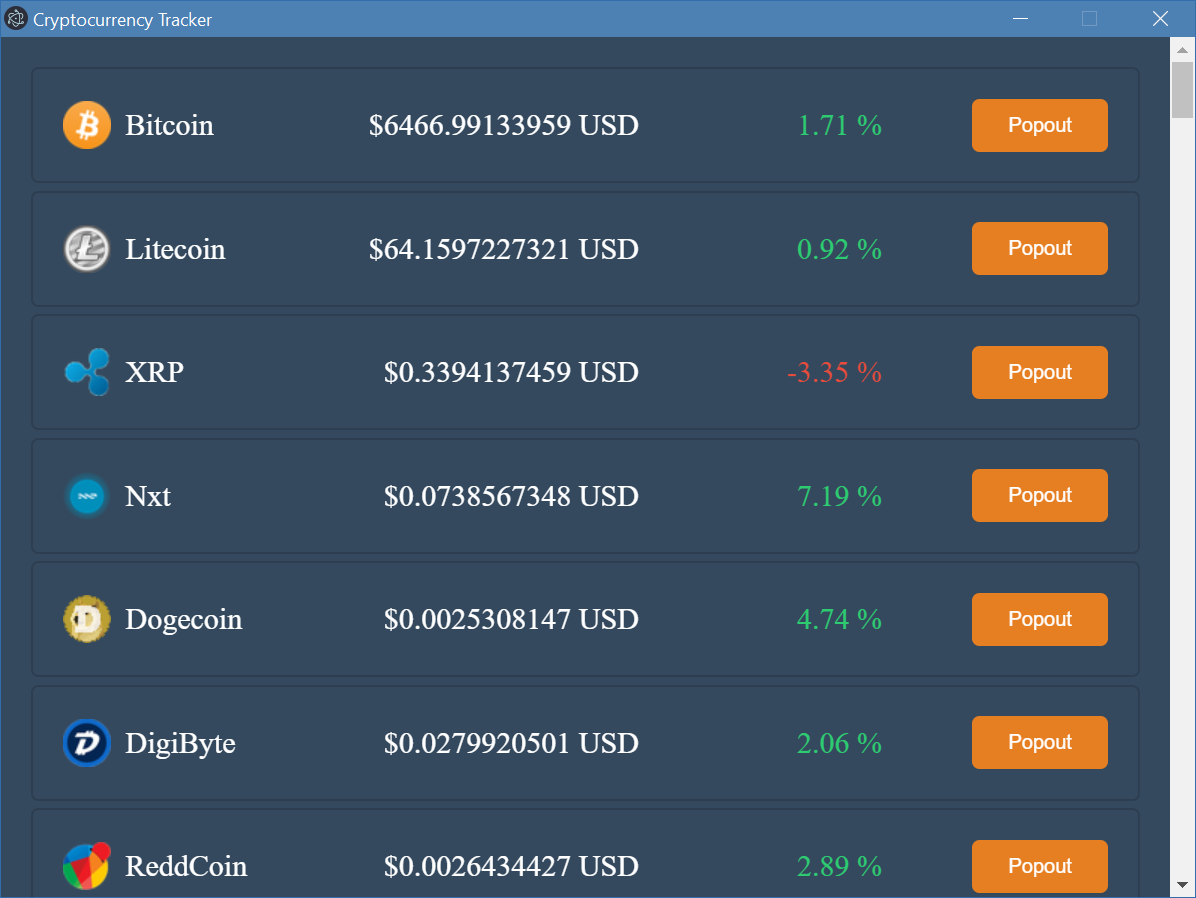 Cryptocurrency Tracker
Bitcoin $6466.99133959 USD 1.71 % Popout
Litecoin $64.1597227321 USD 0.92 % Popout
XRP $0.3394137459 USD -3.35 % Popout
Nxt $0.0738567348 USD 7.19 % Popout
Dogecoin $0.0025308147 USD 4.74 % Popout
DigiByte $0.0279920501 USD 2.06 % Popout
ReddCoin $0.0026434427 USD 2.89 % Popout